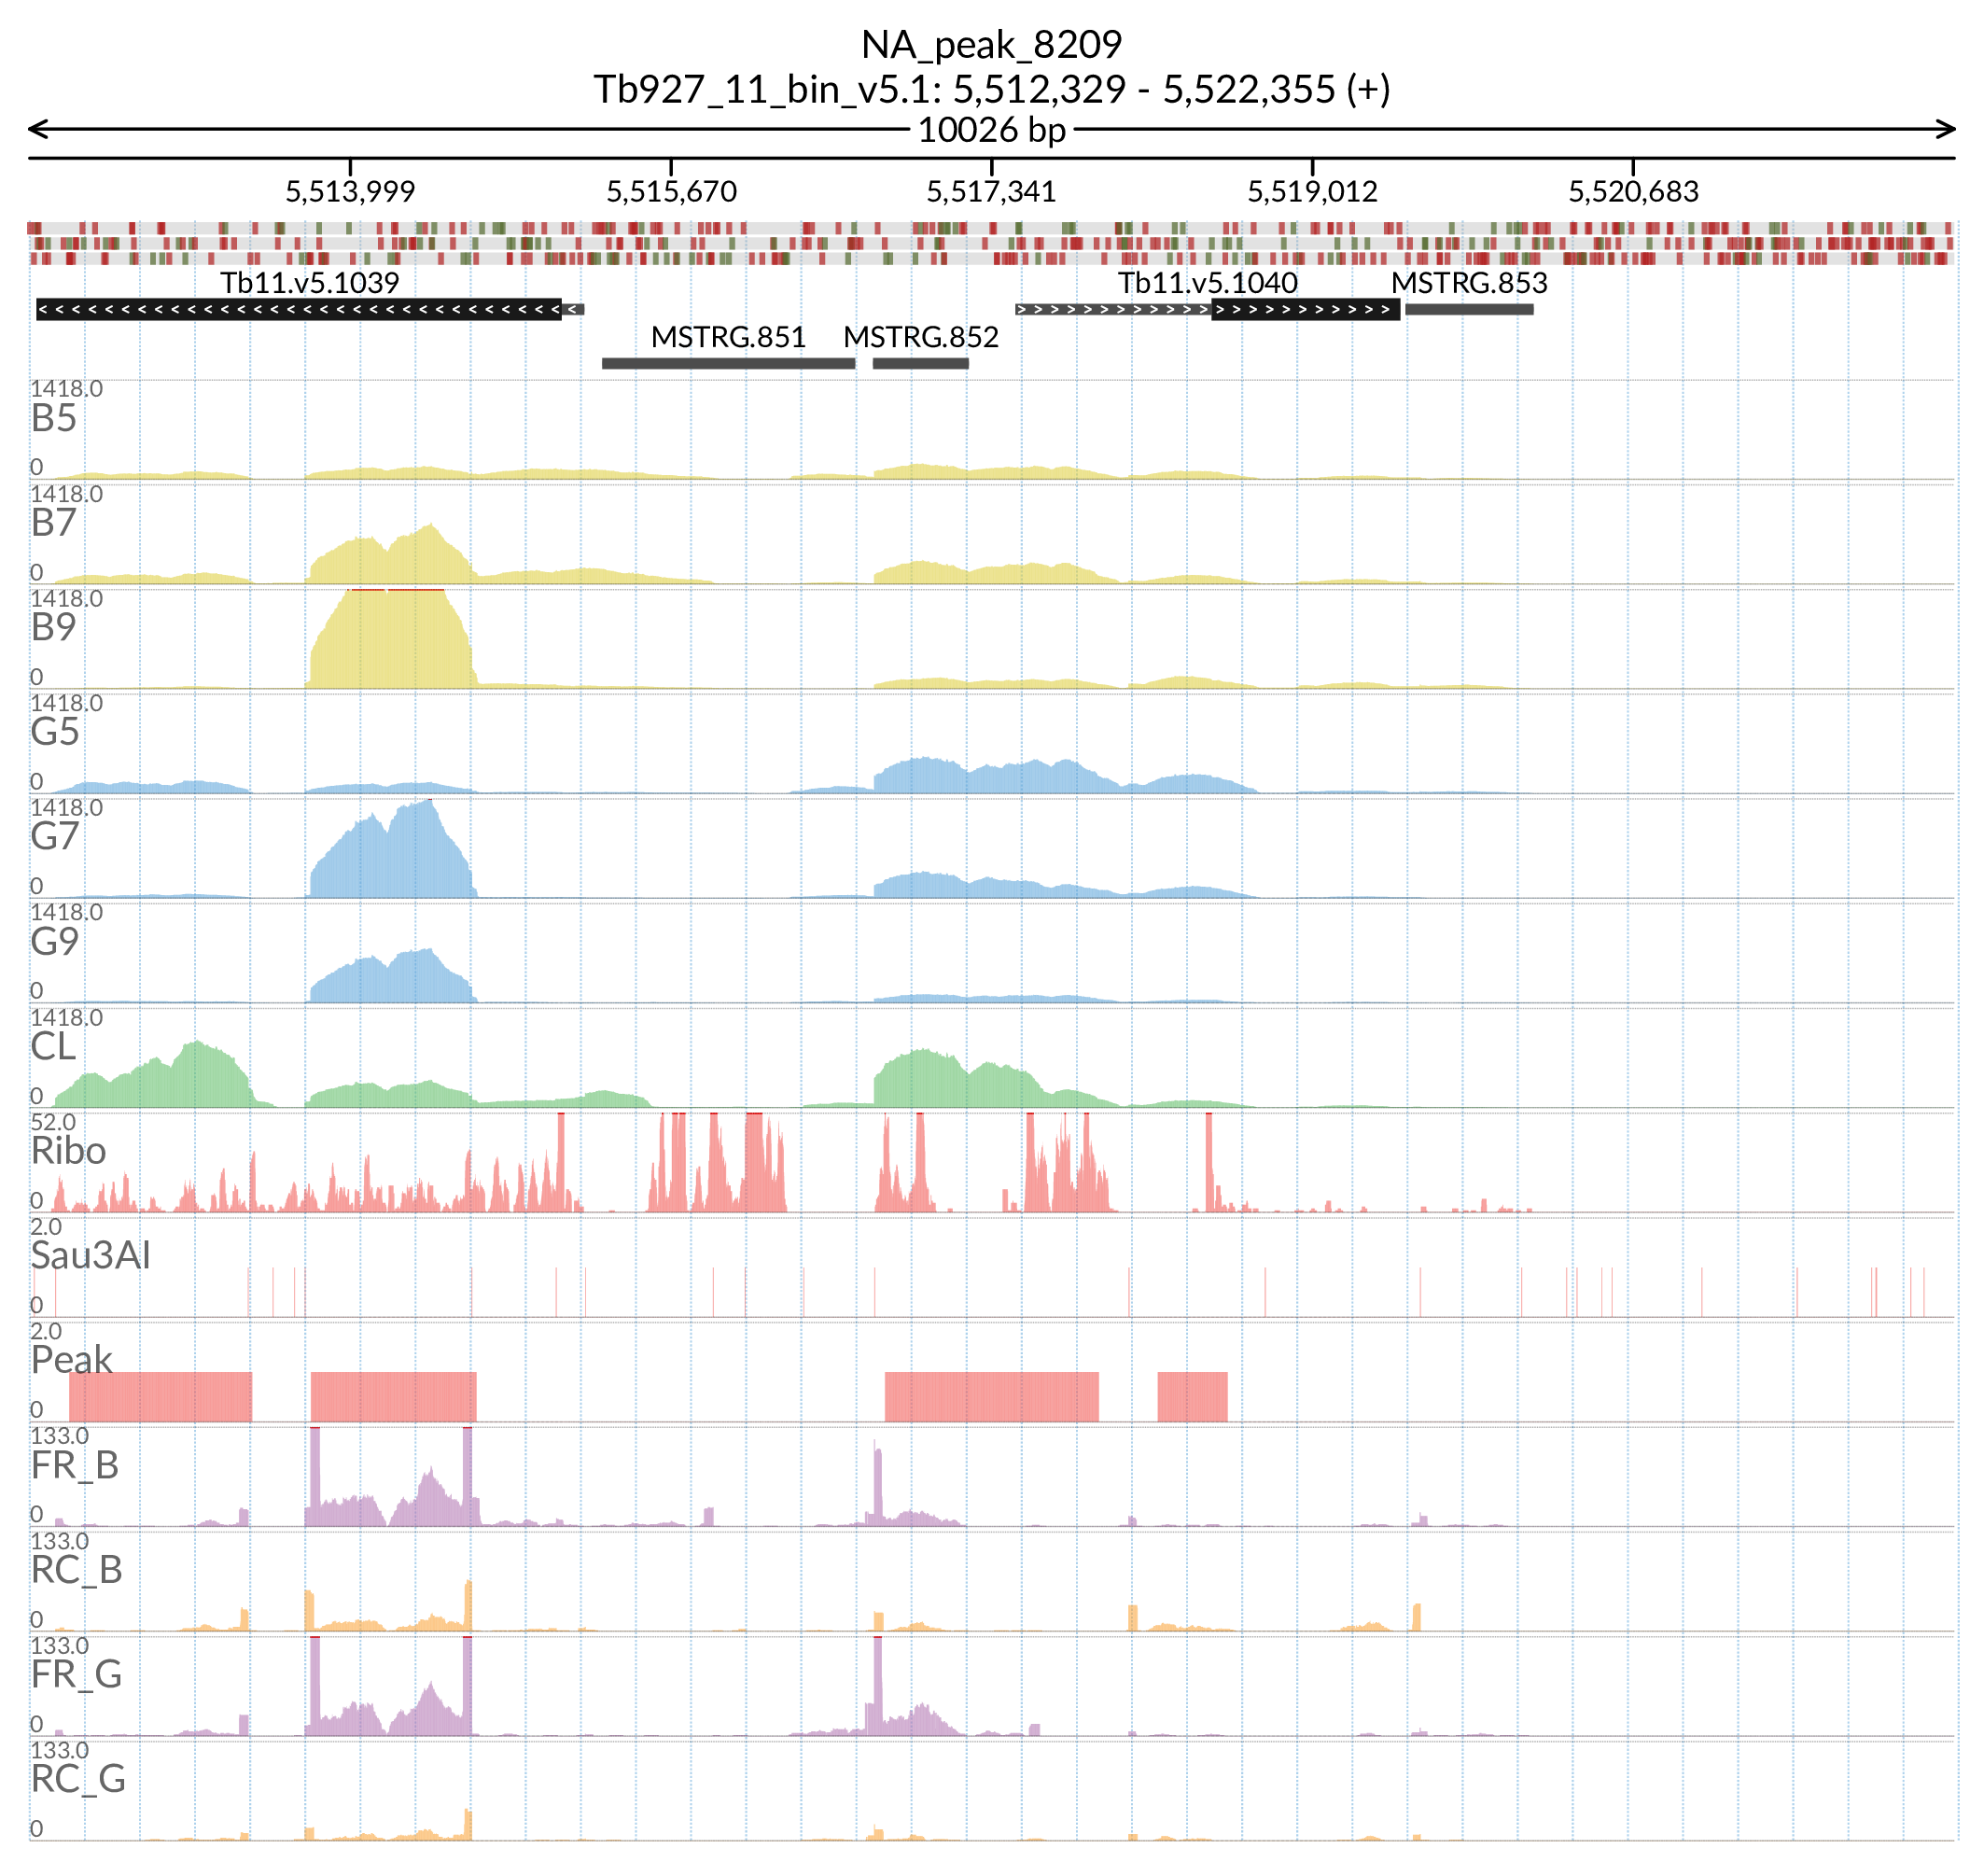 NA_peak_8209
Tb927_11_bin_v5.1: 5,512,329 - 5,522,355 (+)
10026 bp
5,513,999 5,515,670 5,517,341 5,519,012 5,520,683
Tb11.v5.1039 Tb11.v5.1040 MSTRG.853
MSTRG.851 MSTRG.852
1418.0
B5
0
1418.0
B7
0
1418.0
B9
0
1418.0
G5
0
1418.0
G7
0
1418.0
G9
0
1418.0
CL
0
52.0
Ribo
0
2.0
Sau3AI
0
2.0
Peak
0
133.0
FR_B
0
133.0
RC_B
0
133.0
FR_G
0
133.0
RC_G
0